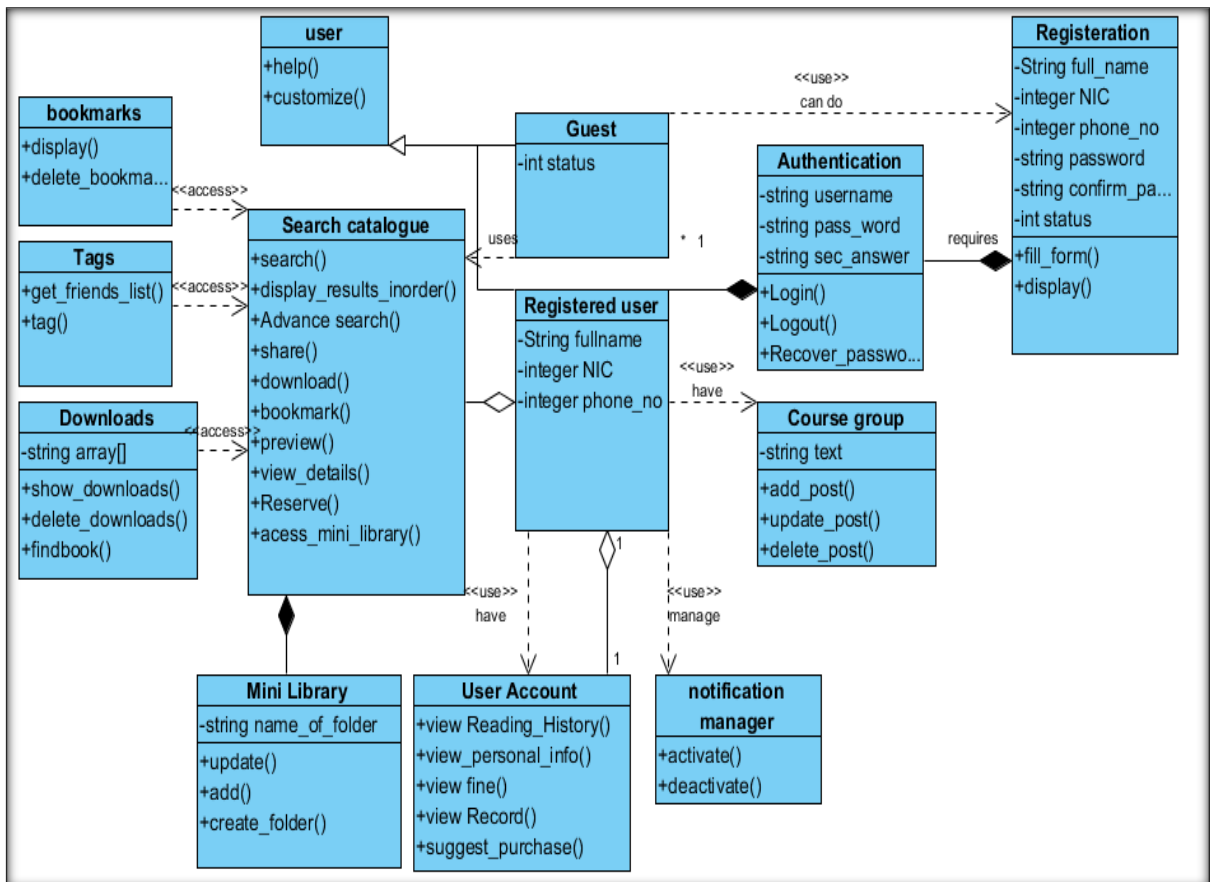 user
+help()
+customize()
bookmarks
+display()
+delete_bookma...
<<access>>
Tags
+get_friends_list()
+tag()
<<access>>
Downloads
-string array[]
+show_downloads()
+delete_downloads()
+findbook()
<<access>>
Search catalogue
+search()
+display_results_inorder()
+Advance search()
+share()
+download()
+bookmark()
+preview()
+view_details()
+Reserve()
+acess_mini_library()
Guest
-int status
uses
* 1
<<use>>
can do
Registeration
-String full_name
-integer NIC
-integer phone_no
-string password
-string confirm_pa...
-int status
+fill_form()
+display()
Authentication
-string username
-string pass_word
-string sec_answer
+Login()
+Logout()
+Recover_passwo...
requires
Registered user
-String fullname
-integer NIC
-integer phone_no
<<use>>
have
Course group
-string text
+add_post()
+update_post()
+delete_post()
<<use>>
have
1
1
<<use>>
manage
Mini Library
-string name_of_folder
+update()
+add()
+create_folder()
User Account
+view Reading_History()
+view_personal_info()
+view fine()
+view Record()
+suggest_purchase()
notification
manager
+activate()
+deactivate()